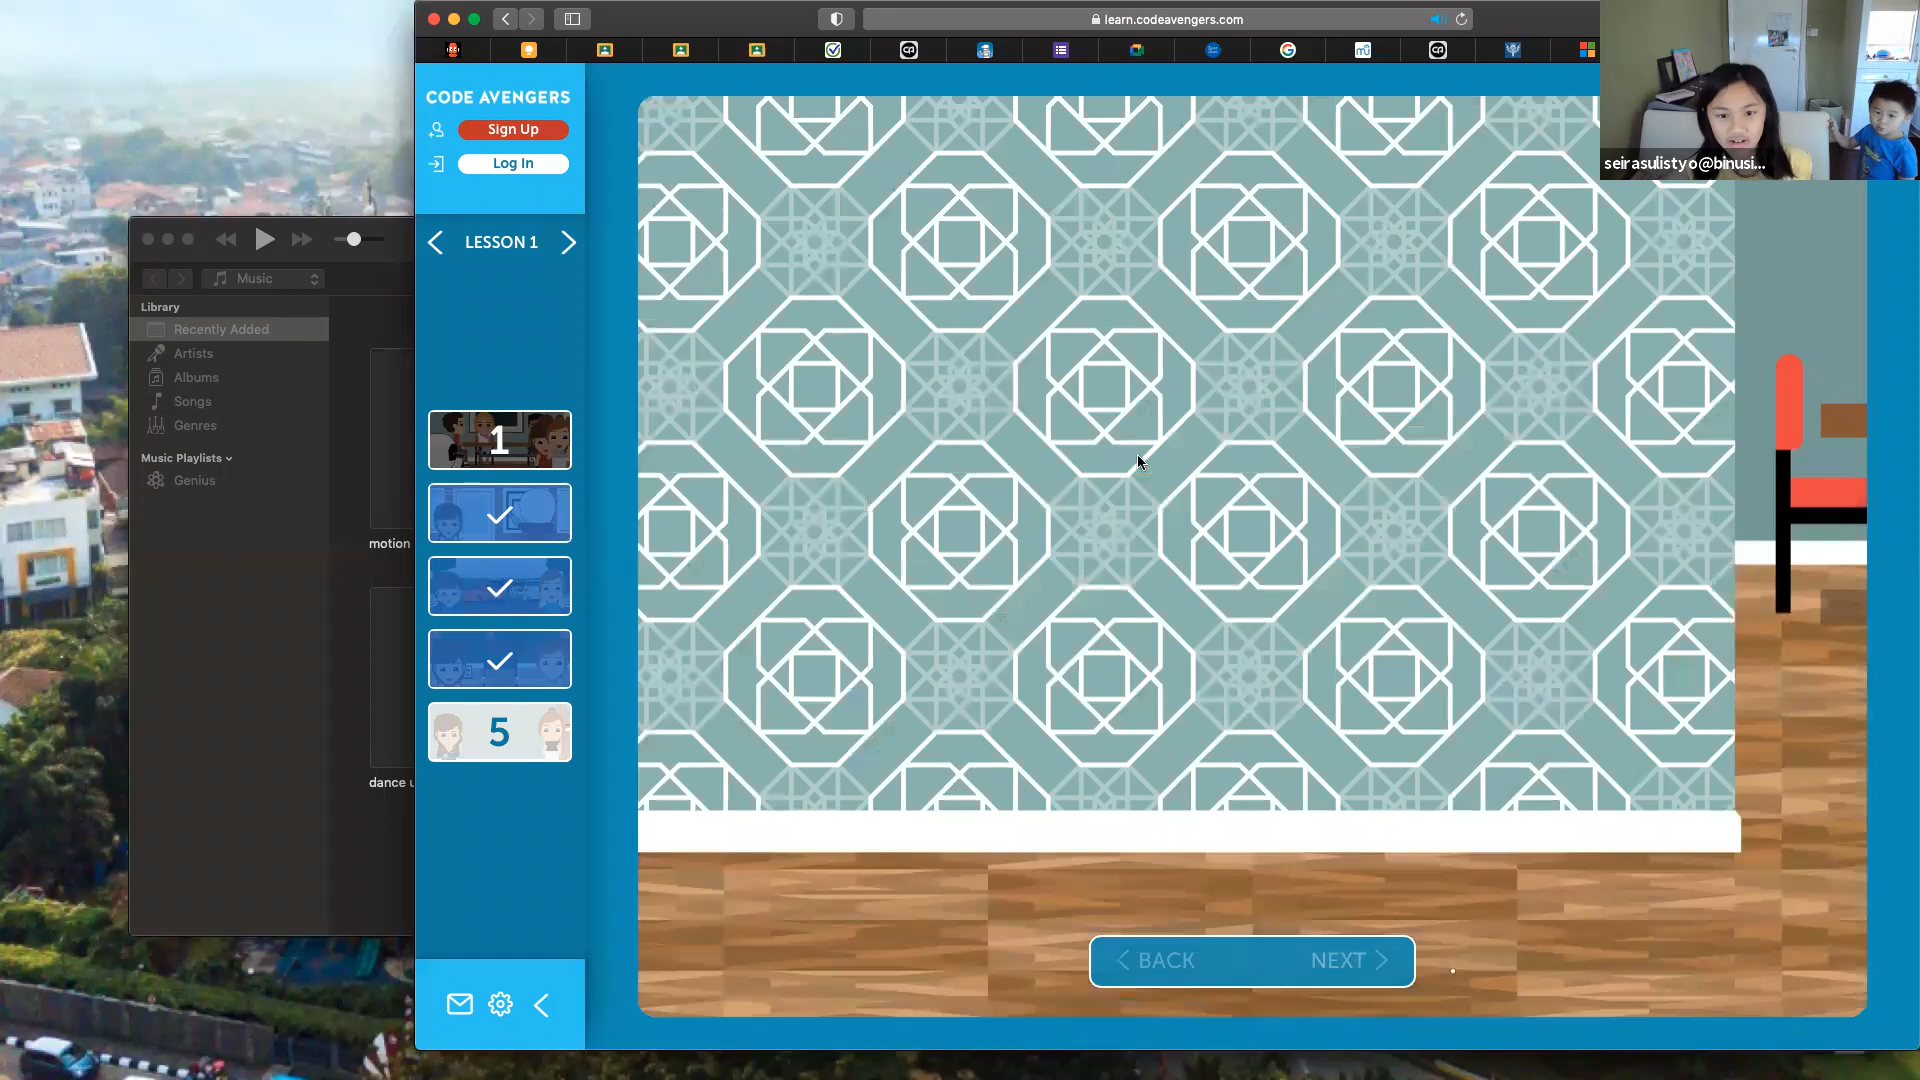 learn.codeavengers.com
CODE AVENGERS
Sign Up
Log In
LESSON 1
1
5
BACK
NEXT
Music
Library
Recently Added
Artists
Albums
Songs
Genres
Music Playlists
Genius
motion
dance u
seirasulistyo@binusi...